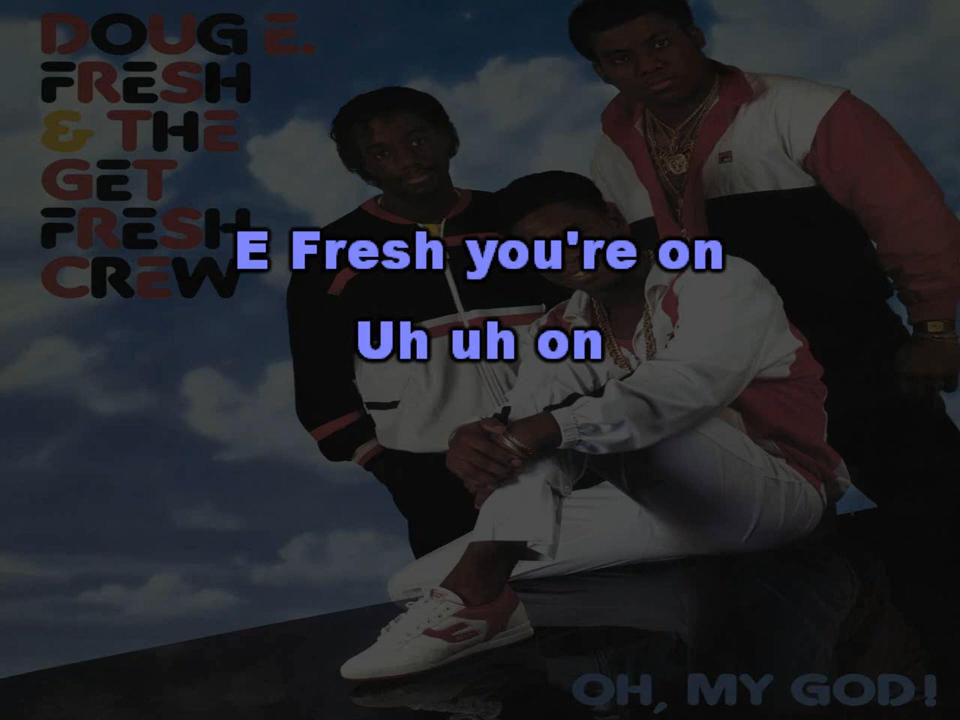 DOUG E.
FRESH
& THE
GET
FRESH
CREW
E Fresh you're on
Uh uh on
OH, MY GOD!